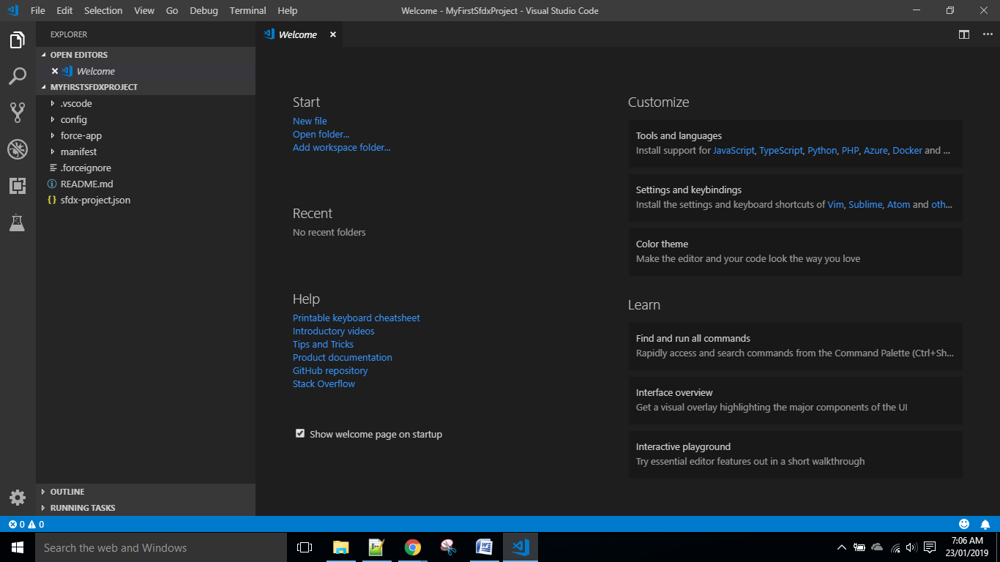 File Edit Selection View Go Debug Terminal Help Welcome - MyFirstSfdxProject - Visual Studio Code
EXPLORER
OPEN EDITORS
Welcome
MYFIRSTSFDXPROJECT
.vscode
config
force-app
manifest
.forceignore
README.md
sfdx-project.json
OUTLINE
RUNNING TASKS
Welcome
Start
New file
Open folder...
Add workspace folder...
Recent
No recent folders
Help
Printable keyboard cheatsheet
Introductory videos
Tips and Tricks
Product documentation
GitHub repository
Stack Overflow
Show welcome page on startup
Customize
Tools and languages
Install support for JavaScript, TypeScript, Python, PHP, Azure, Docker and ...
Settings and keybindings
Install the settings and keyboard shortcuts of Vim, Sublime, Atom and oth...
Color theme
Make the editor and your code look the way you love
Learn
Find and run all commands
Rapidly access and search commands from the Command Palette (Ctrl+Sh...
Interface overview
Get a visual overlay highlighting the major components of the UI
Interactive playground
Try essential editor features out in a short walkthrough
0 0
Search the web and Windows
7:06 AM
23/01/2019